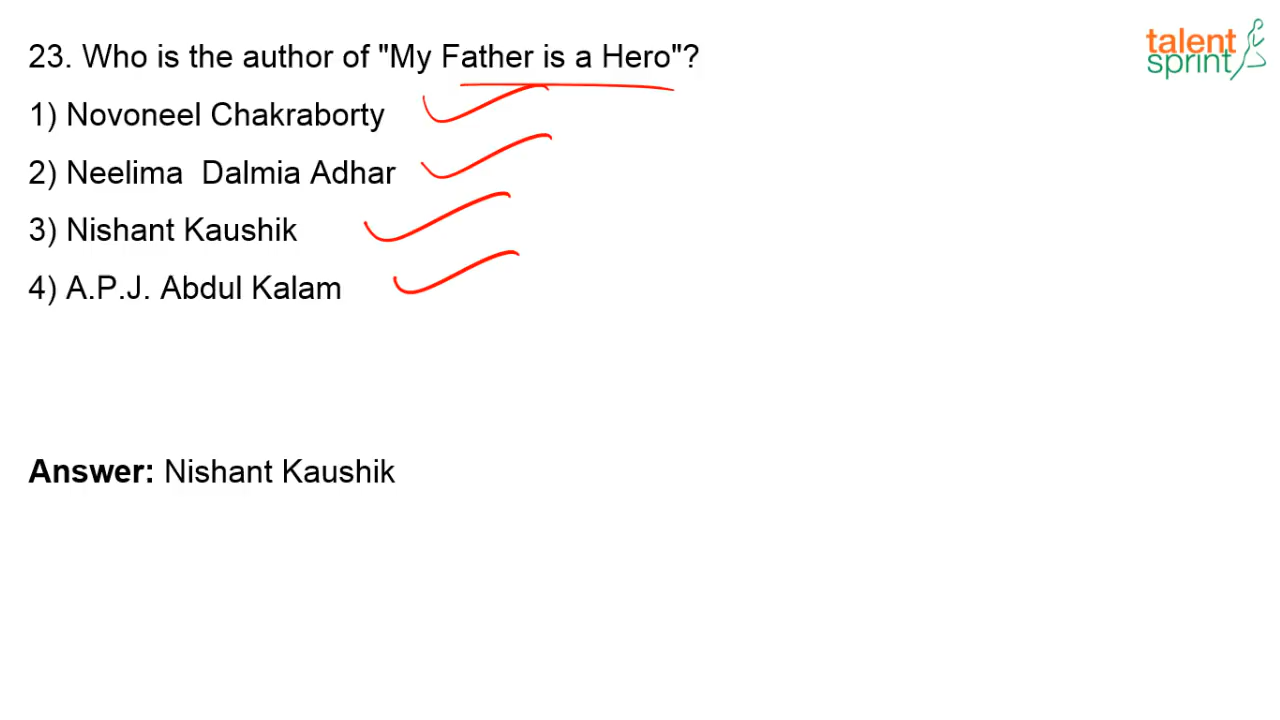 23. Who is the author of "My Father is a Hero"?
talent
sprint
1) Novoneel Chakraborty
2) Neelima  Dalmia Adhar
3) Nishant Kaushik
4) A.P.J. Abdul Kalam
Answer: Nishant Kaushik